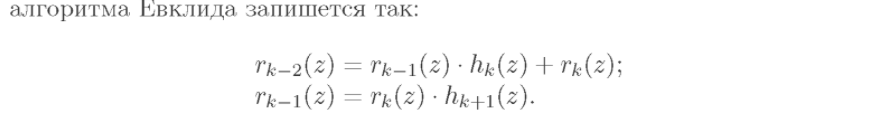 алгоритма Евклида запишется так:
r_{k−2}(z) = r_{k−1}(z) · h_k(z) + r_k(z);
r_{k−1}(z) = r_k(z) · h_{k+1}(z).